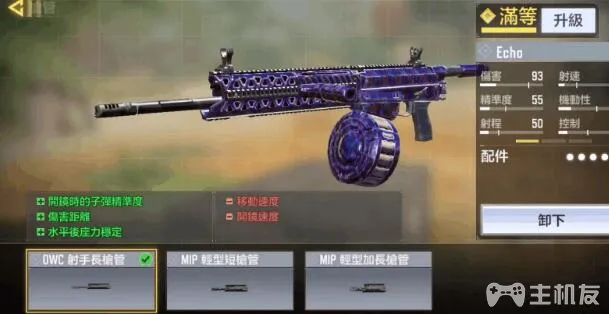 滿等
升級
Echo
傷害 93 射速
精準度 55 機動性
射程 50 控制
配件
卸下
開鏡時的子彈精準度
傷害距離
水平後座力穩定
移動速度
開鏡速度
OWC 射手長槍管
MIP 輕型短槍管
MIP 輕型加長槍管
主机友